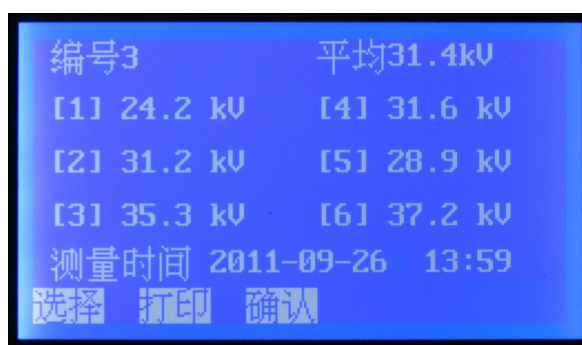 编号3 平均31.4kV
[1] 24.2 kV [4] 31.6 kV
[2] 31.2 kV [5] 28.9 kV
[3] 35.3 kV [6] 37.2 kV
测量时间 2011-09-26 13:59
选择 打印 确认